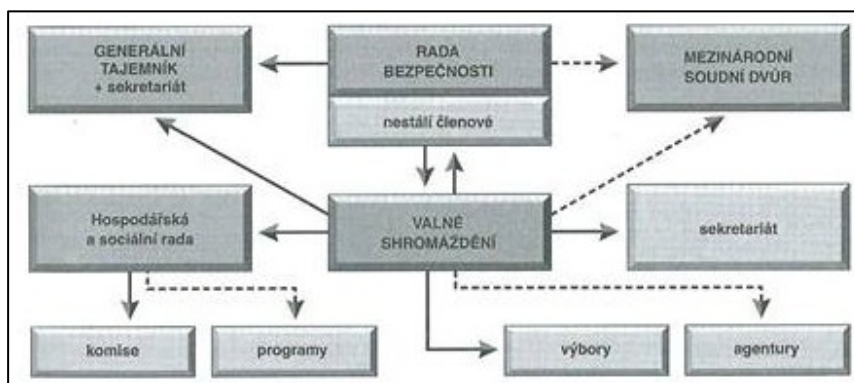 GENERÁLNÍ
TAJEMNÍK
+ sekretariát
RADA
BEZPEČNOSTI
MEZINÁRODNÍ
SOUDNÍ DVŮR
nestálí členové
Hospodářská
a sociální rada
VALNÉ
SHROMÁŽDĚNÍ
sekretariát
komise
programy
výbory
agentury